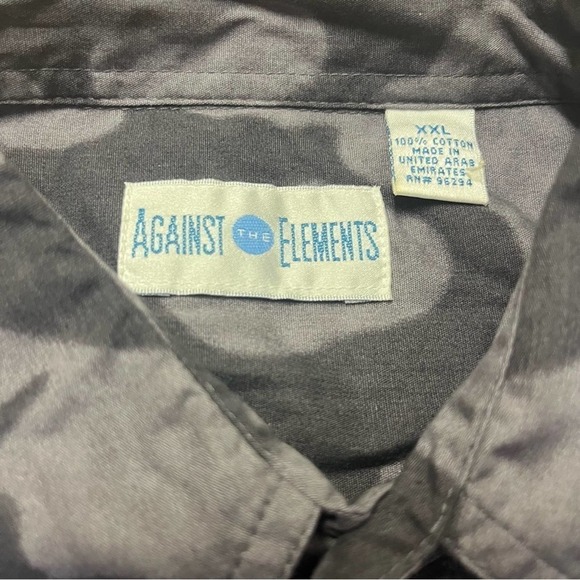 XXL
100% COTTON
MADE IN
UNITED ARAB
EMIRATES
RN# 96294
AGAINST THE ELEMENTS